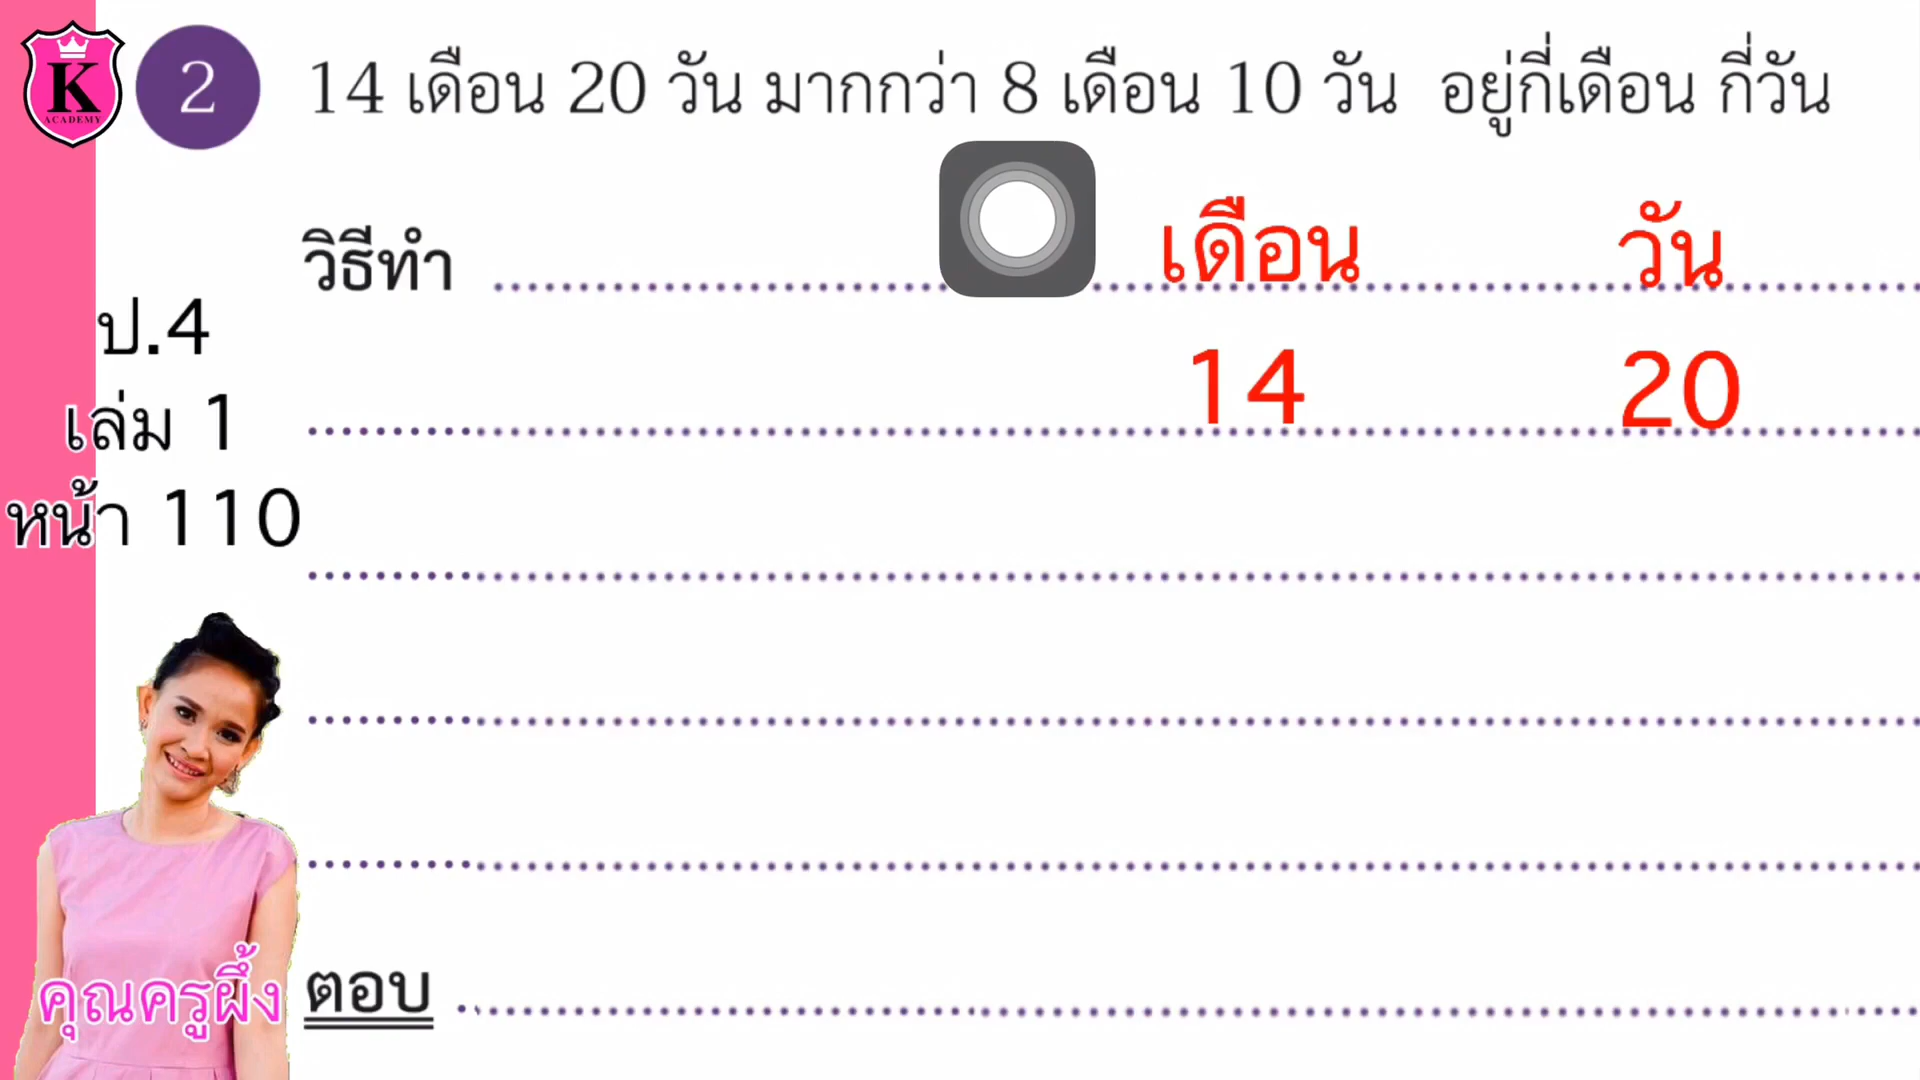 K
ACADEMY
2 14 เดือน 20 วัน มากกว่า 8 เดือน 10 วัน อยู่กี่เดือน กี่วัน
วิธีทำ เดือน วัน
14 20
ป.4
เล่ม 1
หน้า 110
คุณครูผึ้ง
ตอบ